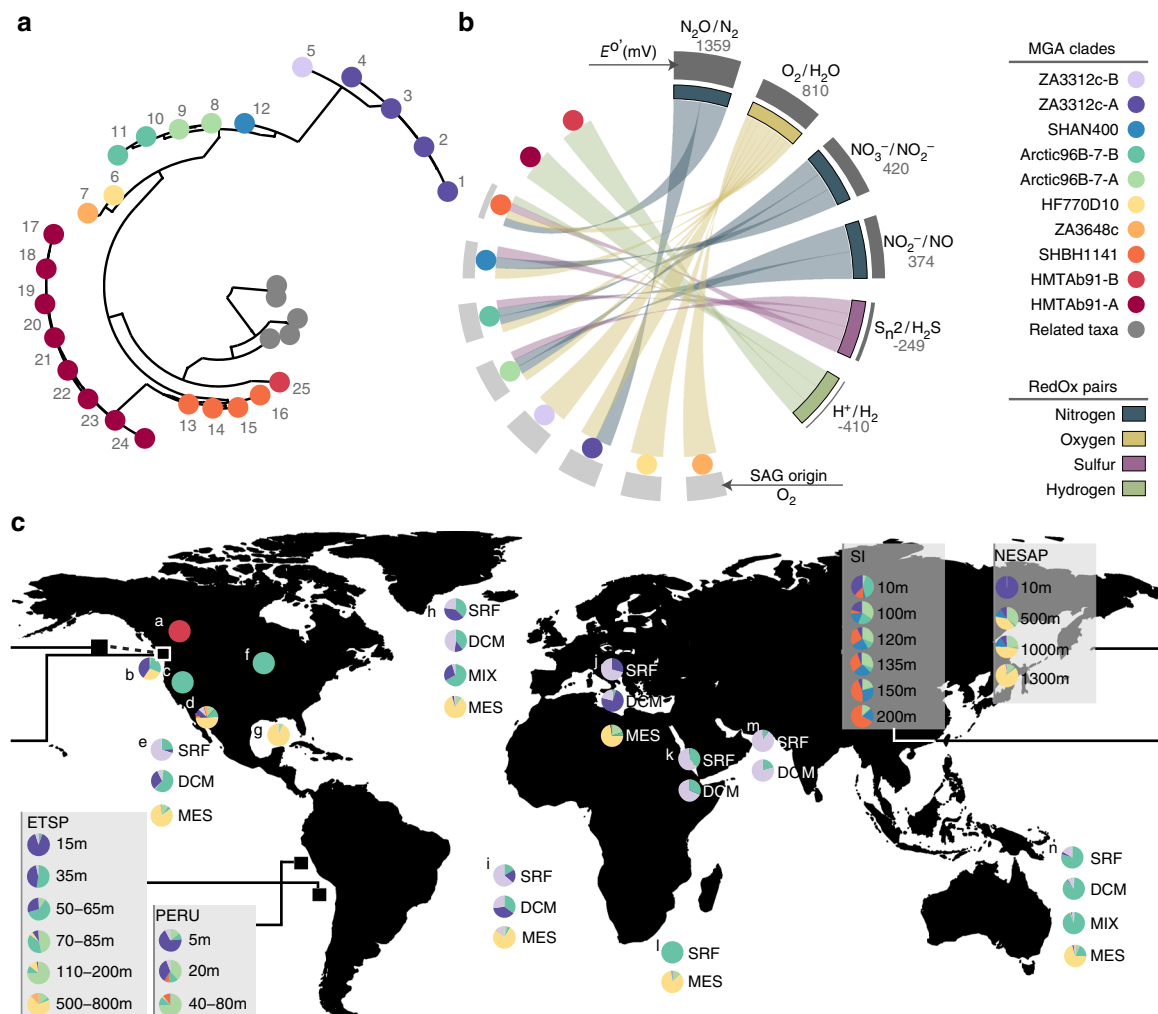 a
5
4
3
2
1
12
8
9
10
11
6
7
17
18
19
20
21
22
23
24
13
14
15
16
25
b
E°'(mV)
N₂O/N₂
1359
O₂/H₂O
810
NO₃⁻/NO₂⁻
420
NO₂⁻/NO
374
Sₙ2/H₂S
-249
H⁺/H₂
-410
SAG origin
O₂
MGA clades
ZA3312c-B
ZA3312c-A
SHAN400
Arctic96B-7-B
Arctic96B-7-A
HF770D10
ZA3648c
SHBH1141
HMTAb91-B
HMTAb91-A
Related taxa
RedOx pairs
Nitrogen
Oxygen
Sulfur
Hydrogen
c
a
b
c
d
f
g
e SRF
DCM
MES
h SRF
DCM
MIX
MES
j SRF
DCM
MES
k SRF
DCM
m SRF
DCM
SI
10m
100m
120m
135m
150m
200m
NESAP
10m
500m
1000m
1300m
ETSP
15m
35m
50–65m
70–85m
110–200m
500–800m
PERU
5m
20m
40–80m
i SRF
DCM
MES
l SRF
MES
n SRF
DCM
MIX
MES